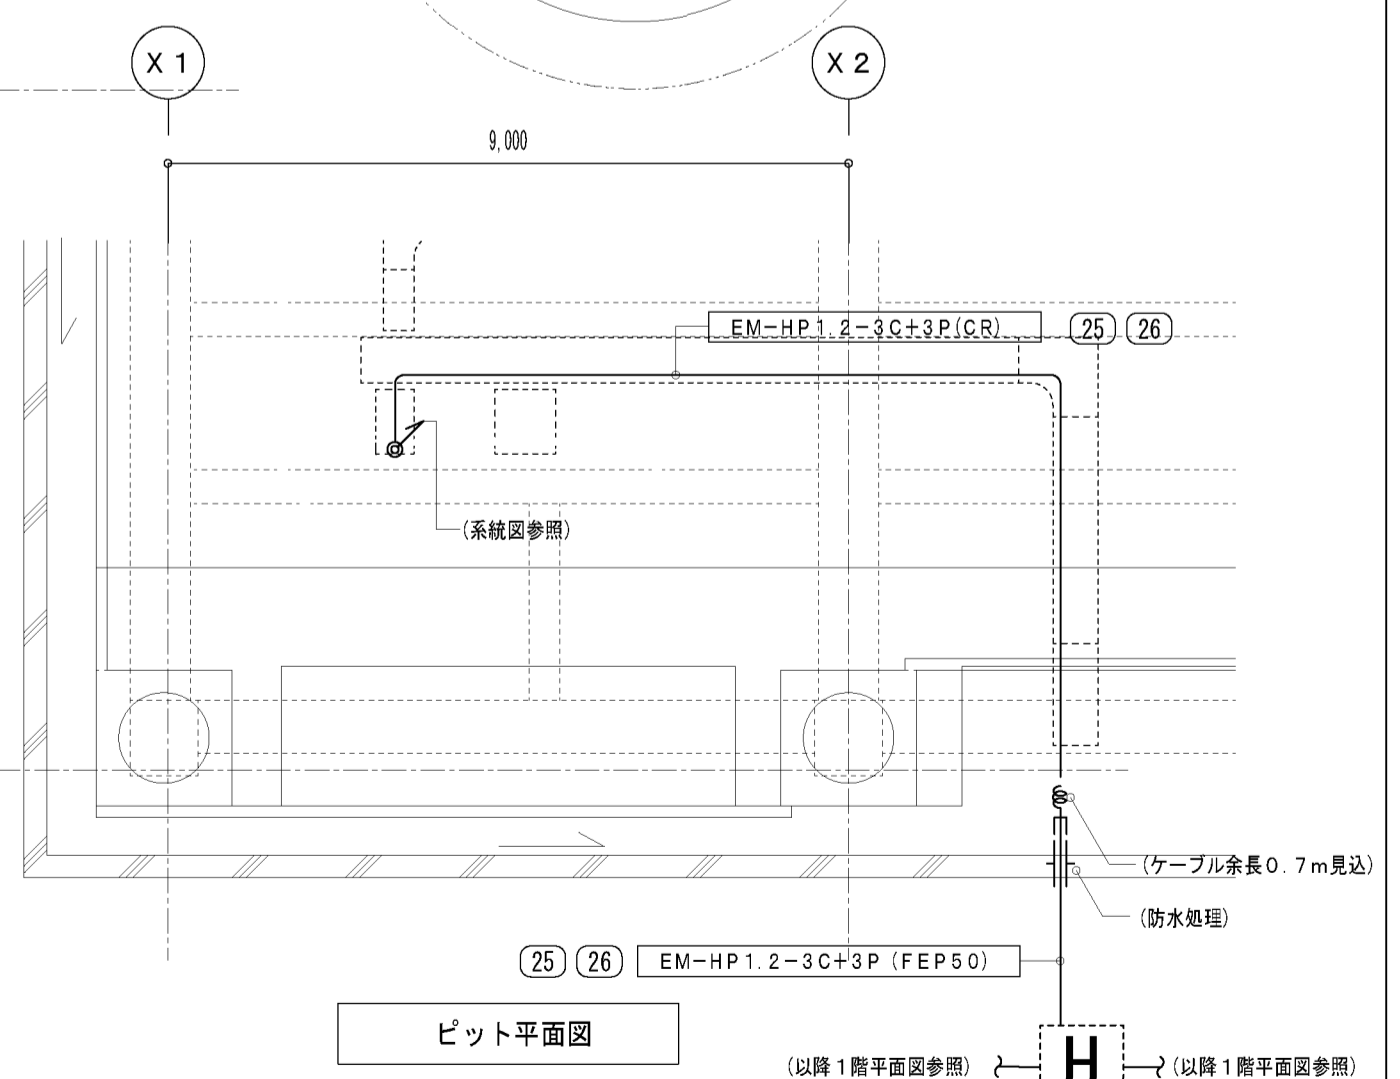 X 1
X 2
9,000
EM-HP1.2-3C+3P(CR)
25
26
(系統図参照)
(ケーブル余長0.7m見込)
(防水処理)
25
26
EM-HP1.2-3C+3P (FEP50)
ピット平面図
(以降1階平面図参照)
H
(以降1階平面図参照)